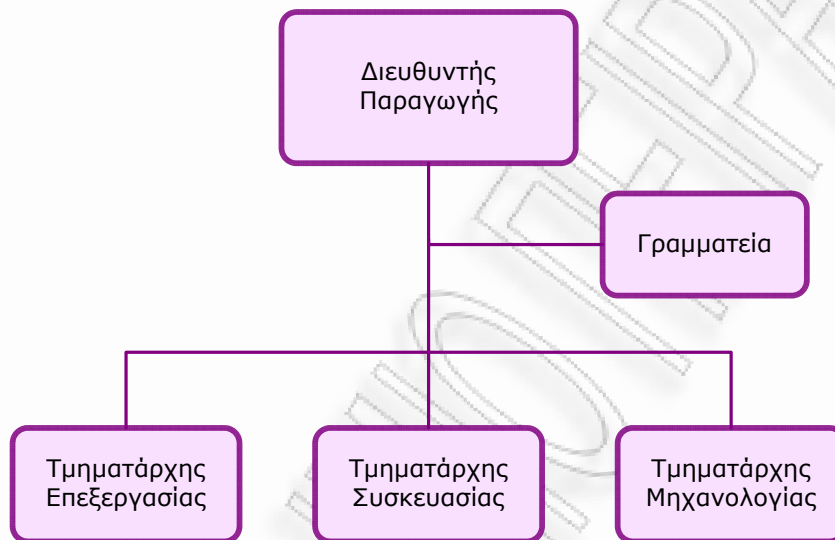 Διευθυντής
Παραγωγής
Γραμματεία
Τμηματάρχης
Επεξεργασίας
Τμηματάρχης
Συσκευασίας
Τμηματάρχης
Μηχανολογίας